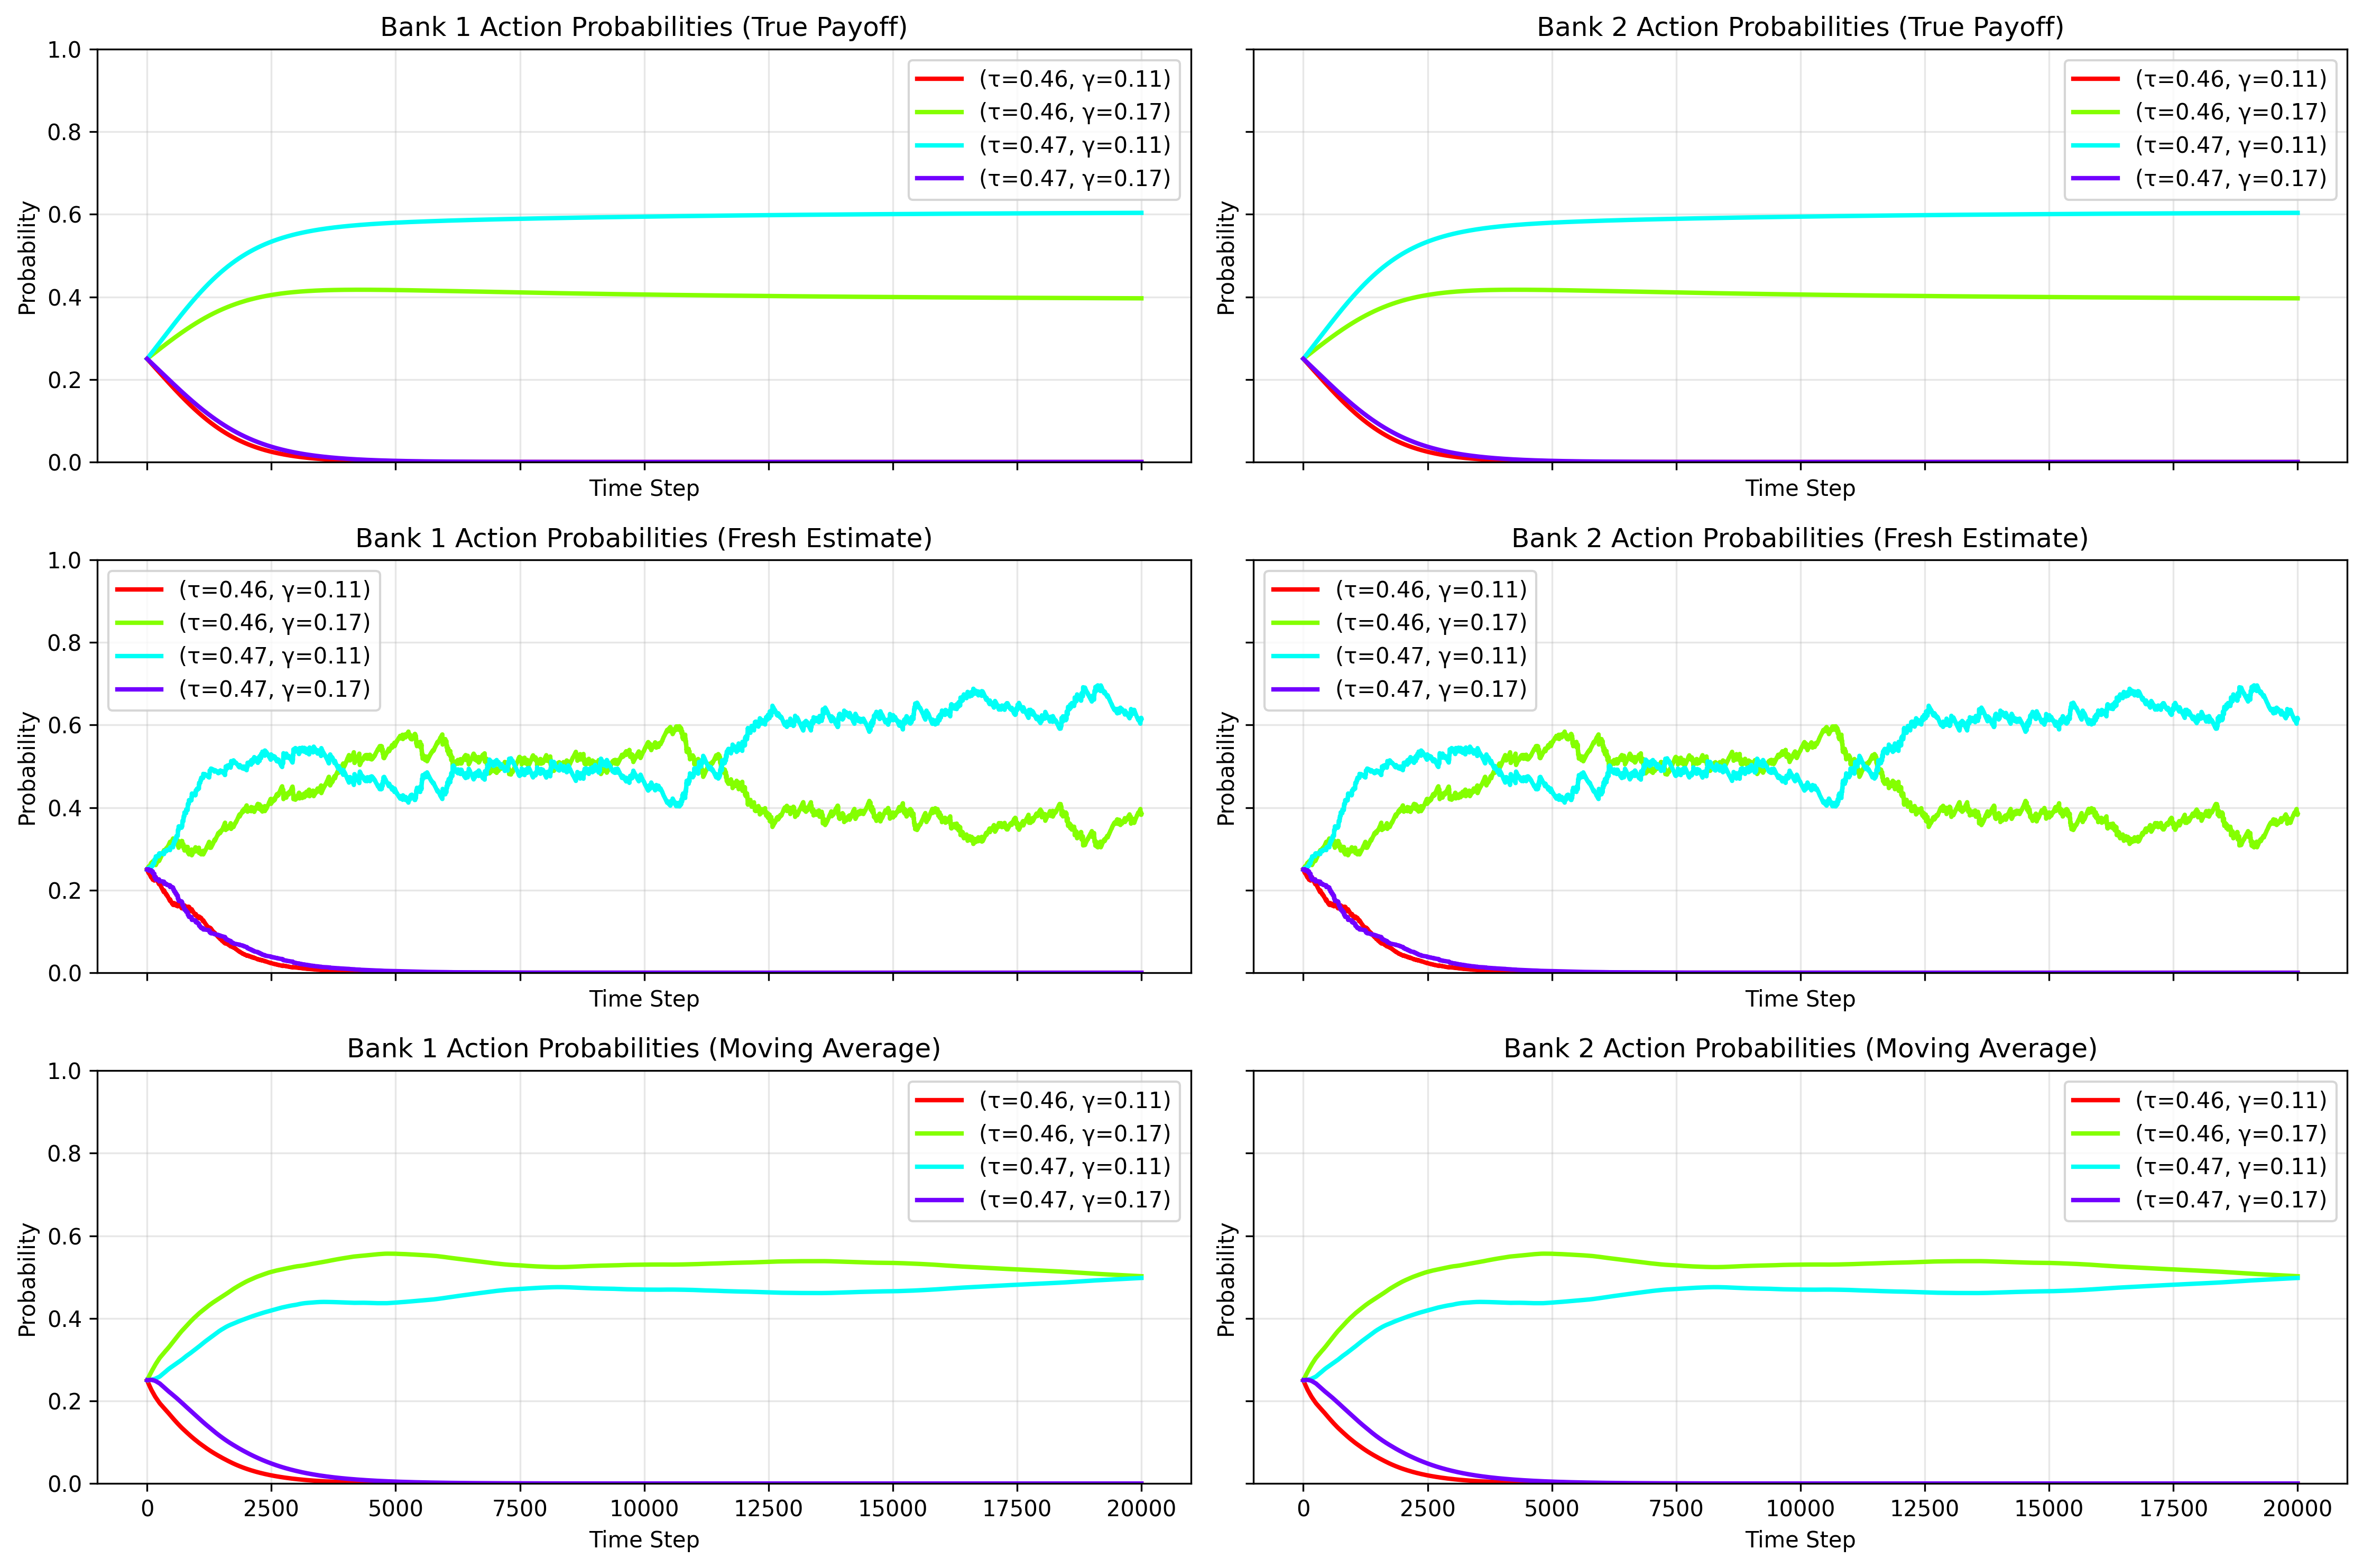 Bank 1 Action Probabilities (True Payoff)
1.0
0.8
0.6
0.4
0.2
0.0
Probability
(τ=0.46, γ=0.11)
(τ=0.46, γ=0.17)
(τ=0.47, γ=0.11)
(τ=0.47, γ=0.17)
Time Step
Bank 2 Action Probabilities (True Payoff)
Probability
(τ=0.46, γ=0.11)
(τ=0.46, γ=0.17)
(τ=0.47, γ=0.11)
(τ=0.47, γ=0.17)
Time Step
Bank 1 Action Probabilities (Fresh Estimate)
1.0
0.8
0.6
0.4
0.2
0.0
Probability
(τ=0.46, γ=0.11)
(τ=0.46, γ=0.17)
(τ=0.47, γ=0.11)
(τ=0.47, γ=0.17)
Time Step
Bank 2 Action Probabilities (Fresh Estimate)
Probability
(τ=0.46, γ=0.11)
(τ=0.46, γ=0.17)
(τ=0.47, γ=0.11)
(τ=0.47, γ=0.17)
Time Step
Bank 1 Action Probabilities (Moving Average)
1.0
0.8
0.6
0.4
0.2
0.0
Probability
(τ=0.46, γ=0.11)
(τ=0.46, γ=0.17)
(τ=0.47, γ=0.11)
(τ=0.47, γ=0.17)
0 2500 5000 7500 10000 12500 15000 17500 20000
Time Step
Bank 2 Action Probabilities (Moving Average)
Probability
(τ=0.46, γ=0.11)
(τ=0.46, γ=0.17)
(τ=0.47, γ=0.11)
(τ=0.47, γ=0.17)
0 2500 5000 7500 10000 12500 15000 17500 20000
Time Step